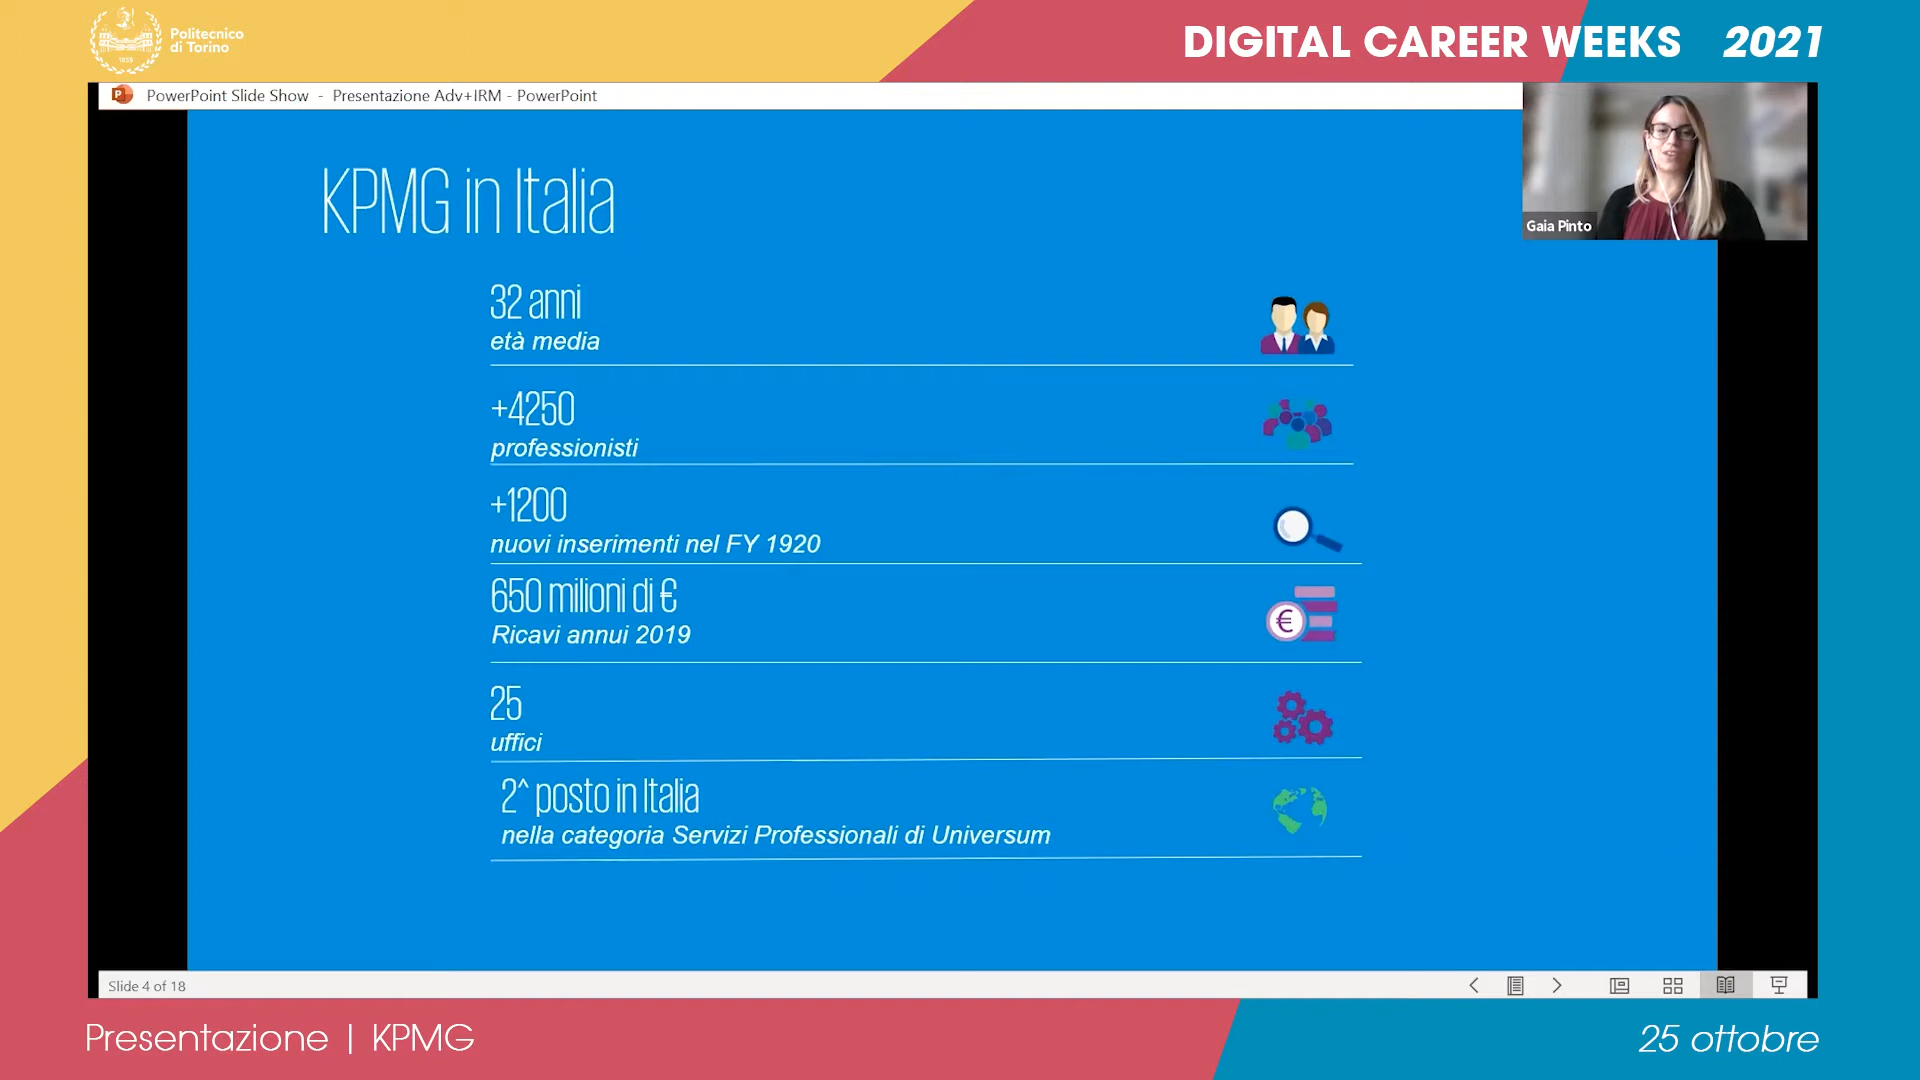 Politecnico
di Torino
1859
DIGITAL CAREER WEEKS 2021
PowerPoint Slide Show - Presentazione Adv+IRM - PowerPoint
Gaia Pinto
KPMG in Italia
32 anni
età media
+4250
professionisti
+1200
nuovi inserimenti nel FY 1920
650 milioni di €
Ricavi annui 2019
€
25
uffici
2^ posto in Italia
nella categoria Servizi Professionali di Universum
Slide 4 of 18
Presentazione | KPMG
25 ottobre